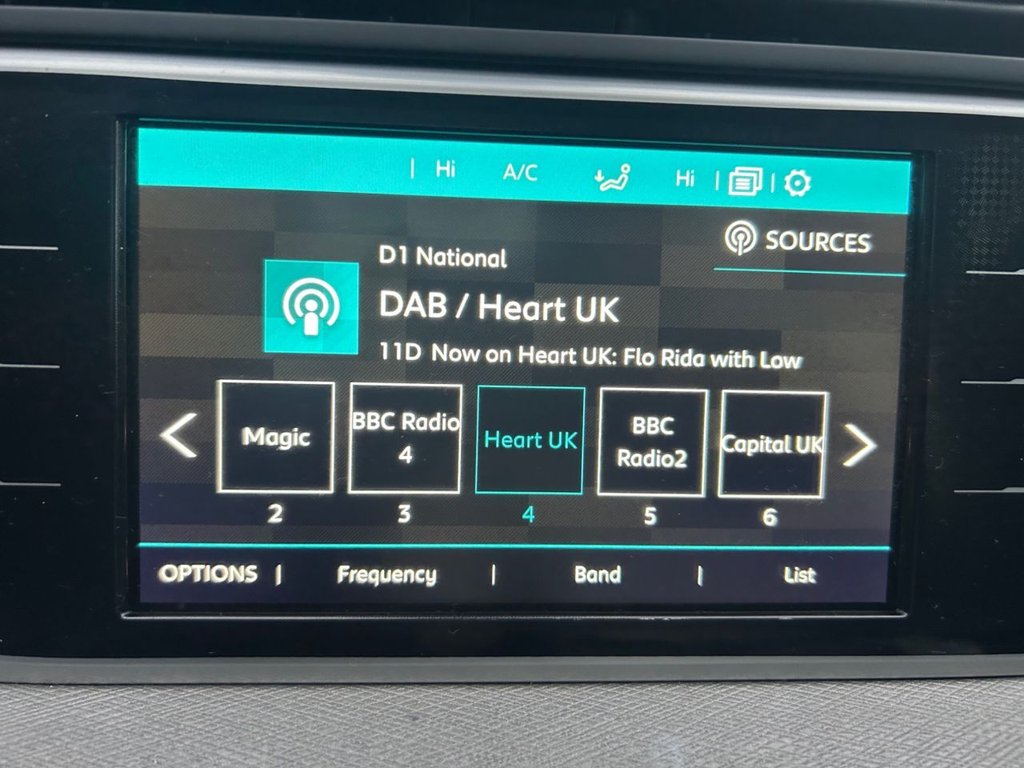 Hi A/C Hi
SOURCES
D1 National
DAB / Heart UK
11D Now on Heart UK: Flo Rida with Low
Magic
BBC Radio
4
Heart UK
BBC
Radio2
Capital UK
2 3 4 5 6
OPTIONS | Frequency | Band | List